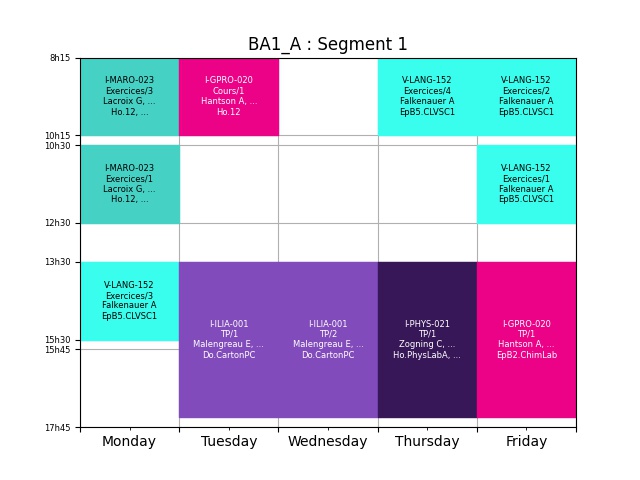 BA1_A : Segment 1
8h15
I-MARO-023
Exercices/3
Lacroix G, ...
Ho.12, ...
I-GPRO-020
Cours/1
Hantson A, ...
Ho.12
V-LANG-152
Exercices/4
Falkenauer A
EpB5.CLVSC1
V-LANG-152
Exercices/2
Falkenauer A
EpB5.CLVSC1
10h15
10h30
I-MARO-023
Exercices/1
Lacroix G, ...
Ho.12, ...
V-LANG-152
Exercices/1
Falkenauer A
EpB5.CLVSC1
12h30
13h30
V-LANG-152
Exercices/3
Falkenauer A
EpB5.CLVSC1
I-ILIA-001
TP/1
Malengreau E, ...
Do.CartonPC
I-ILIA-001
TP/2
Malengreau E, ...
Do.CartonPC
I-PHYS-021
TP/1
Zogning C, ...
Ho.PhysLabA, ...
I-GPRO-020
TP/1
Hantson A, ...
EpB2.ChimLab
15h30
15h45
17h45
Monday
Tuesday
Wednesday
Thursday
Friday